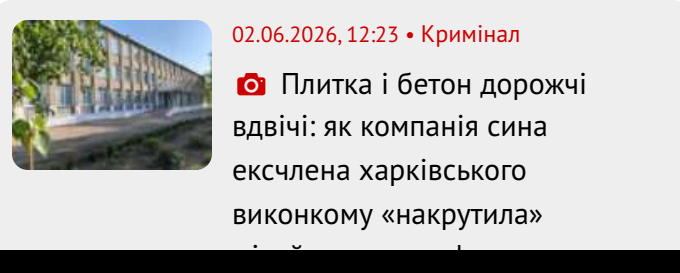 02.06.2026, 12:23 • Кримінал
Плитка і бетон дорожчі
вдвічі: як компанія сина
ексчлена харківського
виконкому «накрутила»